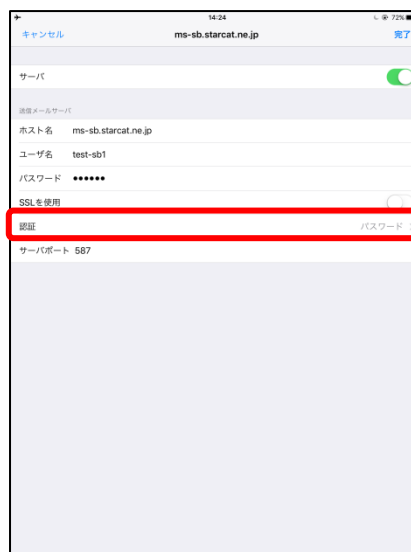 14:24 72%
キャンセル ms-sb.starcat.ne.jp 完了
サーバ
送信メールサーバ
ホスト名 ms-sb.starcat.ne.jp
ユーザ名 test-sb1
パスワード ●●●●●●
SSLを使用
認証 パスワード
サーバポート 587